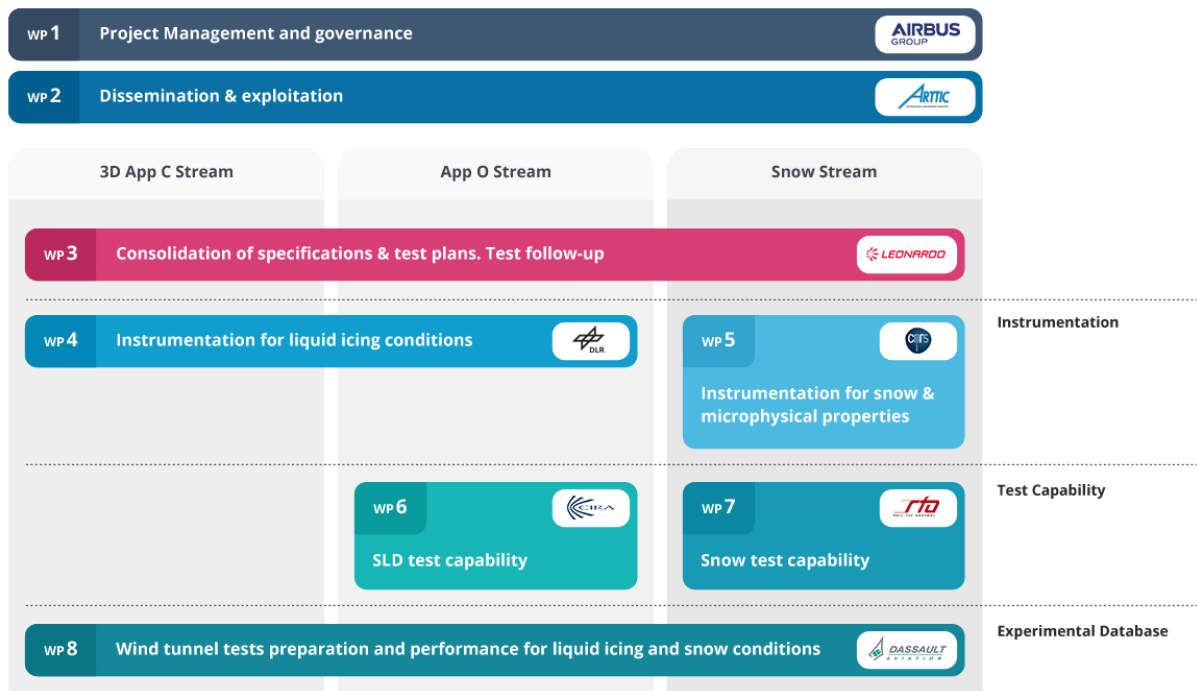 WP 1 Project Management and governance
AIRBUS
GROUP
WP 2 Dissemination & exploitation
ARTTIC
3D App C Stream
App O Stream
Snow Stream
WP 3 Consolidation of specifications & test plans. Test follow-up
LEONARDO
Instrumentation
WP 4 Instrumentation for liquid icing conditions
DLR
WP 5
cnrs
Instrumentation for snow &
microphysical properties
Test Capability
WP 6
CIRA
SLD test capability
WP 7
rta
Snow test capability
Experimental Database
WP 8 Wind tunnel tests preparation and performance for liquid icing and snow conditions
DASSAULT
AVIATION